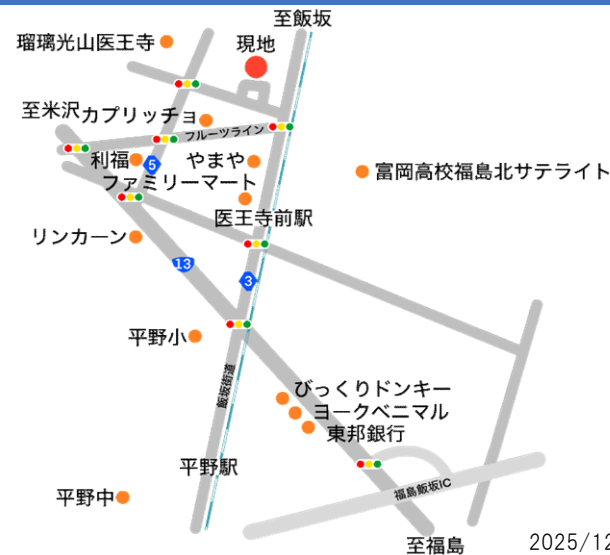 至飯坂
瑠璃光山医王寺
現地
至米沢
カプリッチョ
フルーツライン
利福
5
やまや
富岡高校福島北サテライト
ファミリーマート
医王寺前駅
リンカーン
13
3
平野小
飯坂街道
びっくりドンキー
ヨークベニマル
東邦銀行
平野駅
福島飯坂IC
平野中
至福島
2025/12